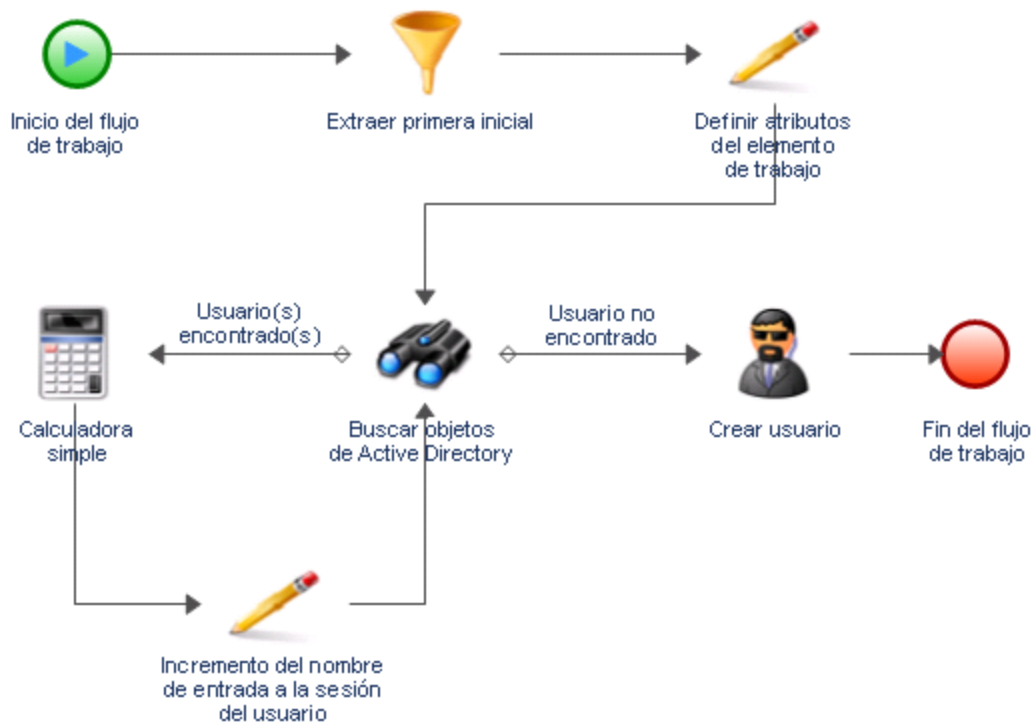 Inicio del flujo
de trabajo
Extraer primera inicial
Definir atributos
del elemento
de trabajo
Usuario(s)
encontrado(s)
Usuario no
encontrado
Calculadora
simple
Buscar objetos
de Active Directory
Crear usuario
Fin del flujo
de trabajo
Incremento del nombre
de entrada a la sesión
del usuario